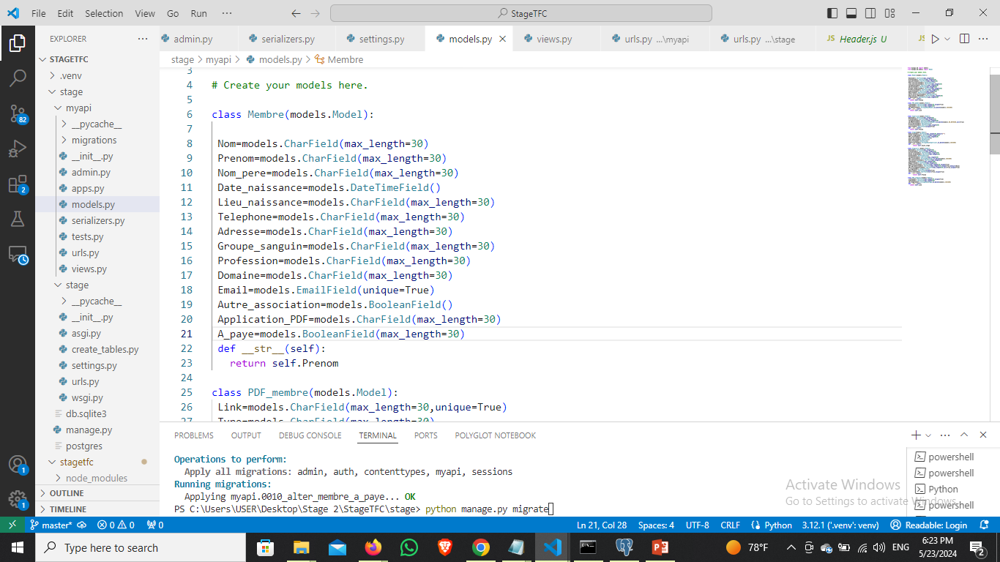 File Edit Selection View Go Run ··· StageTFC
EXPLORER ···
admin.py serializers.py settings.py models.py views.py urls.py ...\myapi urls.py ...\stage JS Header.js U JS
STAGETFC
stage > myapi > models.py > Membre
.venv
stage
myapi
__pycache__
migrations
__init__.py
admin.py
apps.py
models.py
serializers.py
tests.py
urls.py
views.py
stage
__pycache__
__init__.py
asgi.py
create_tables.py
settings.py
urls.py
wsgi.py
db.sqlite3
manage.py
postgres
stagetfc
node_modules
OUTLINE
TIMELINE
82
2
1
1
3
4 # Create your models here.
5
6 class Membre(models.Model):
7
8 Nom=models.CharField(max_length=30)
9 Prenom=models.CharField(max_length=30)
10 Nom_pere=models.CharField(max_length=30)
11 Date_naissance=models.DateTimeField()
12 Lieu_naissance=models.CharField(max_length=30)
13 Telephone=models.CharField(max_length=30)
14 Adresse=models.CharField(max_length=30)
15 Groupe_sanguin=models.CharField(max_length=30)
16 Profession=models.CharField(max_length=30)
17 Domaine=models.CharField(max_length=30)
18 Email=models.EmailField(unique=True)
19 Autre_association=models.BooleanField()
20 Application_PDF=models.CharField(max_length=30)
21 A_paye=models.BooleanField(max_length=30)
22 def __str__(self):
23 return self.Prenom
24
25 class PDF_membre(models.Model):
26 Link=models.CharField(max_length=30,unique=True)
27 Type=models.CharField(max_length=30)
PROBLEMS OUTPUT DEBUG CONSOLE TERMINAL PORTS POLYGLOT NOTEBOOK
Operations to perform:
Apply all migrations: admin, auth, contenttypes, myapi, sessions
Running migrations:
Applying myapi.0010_alter_membre_a_paye... OK
PS C:\Users\USER\Desktop\Stage 2\StageTFC\stage> python manage.py migrate
powershell
powershell
Python
powershell
Activate Windows
Go to Settings to activate Windows.
master* 0 0 0 Ln 21, Col 28 Spaces: 4 UTF-8 CRLF Python 3.12.1 ('.venv': venv) Readable: Login
Type here to search
78°F ENG
6:23 PM
5/23/2024
2